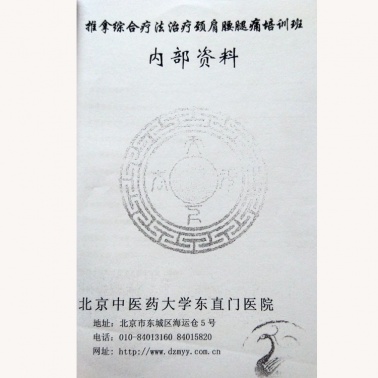 推拿综合疗法治疗颈肩腰腿痛培训班
内部资料
北京中医药大学东直门医院
地址：北京市东城区海运仓5号
电话：010-84013160 84015820
网址：http://www.dzmyy.com.cn